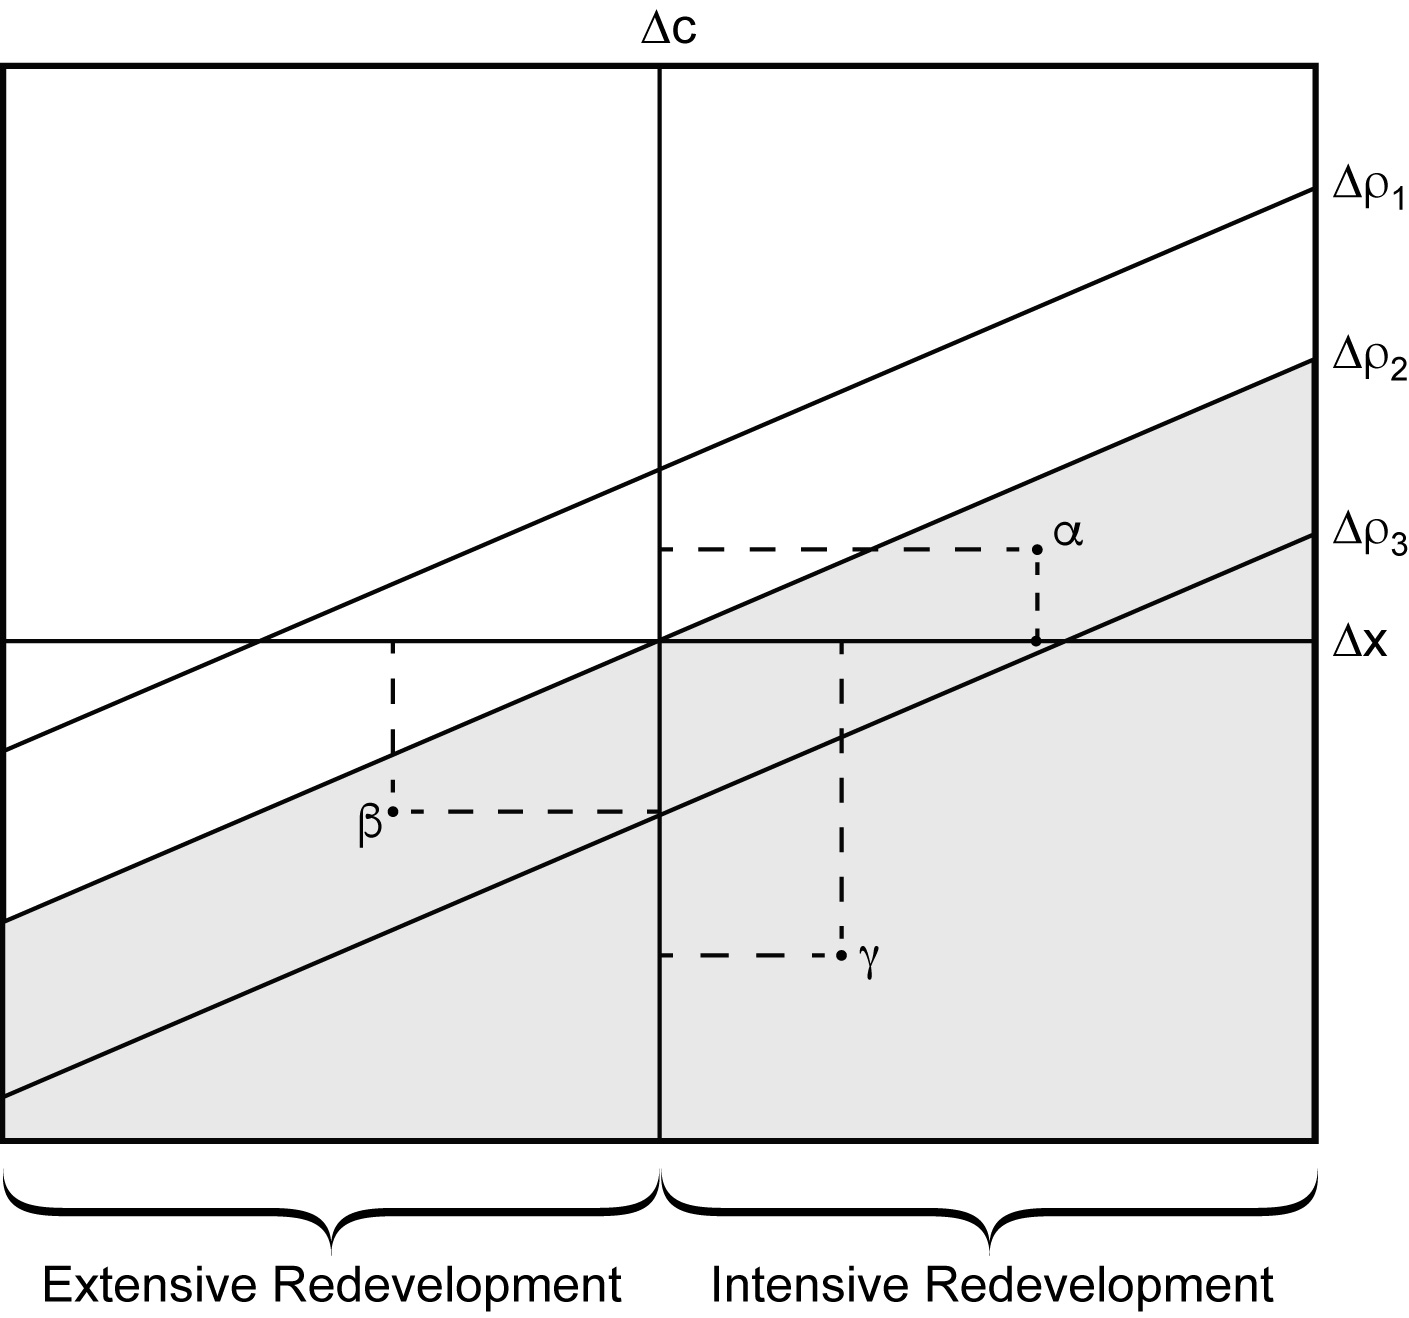 Δc
Δρ1
Δρ2
α
Δρ3
Δx
β
γ
Extensive Redevelopment
Intensive Redevelopment